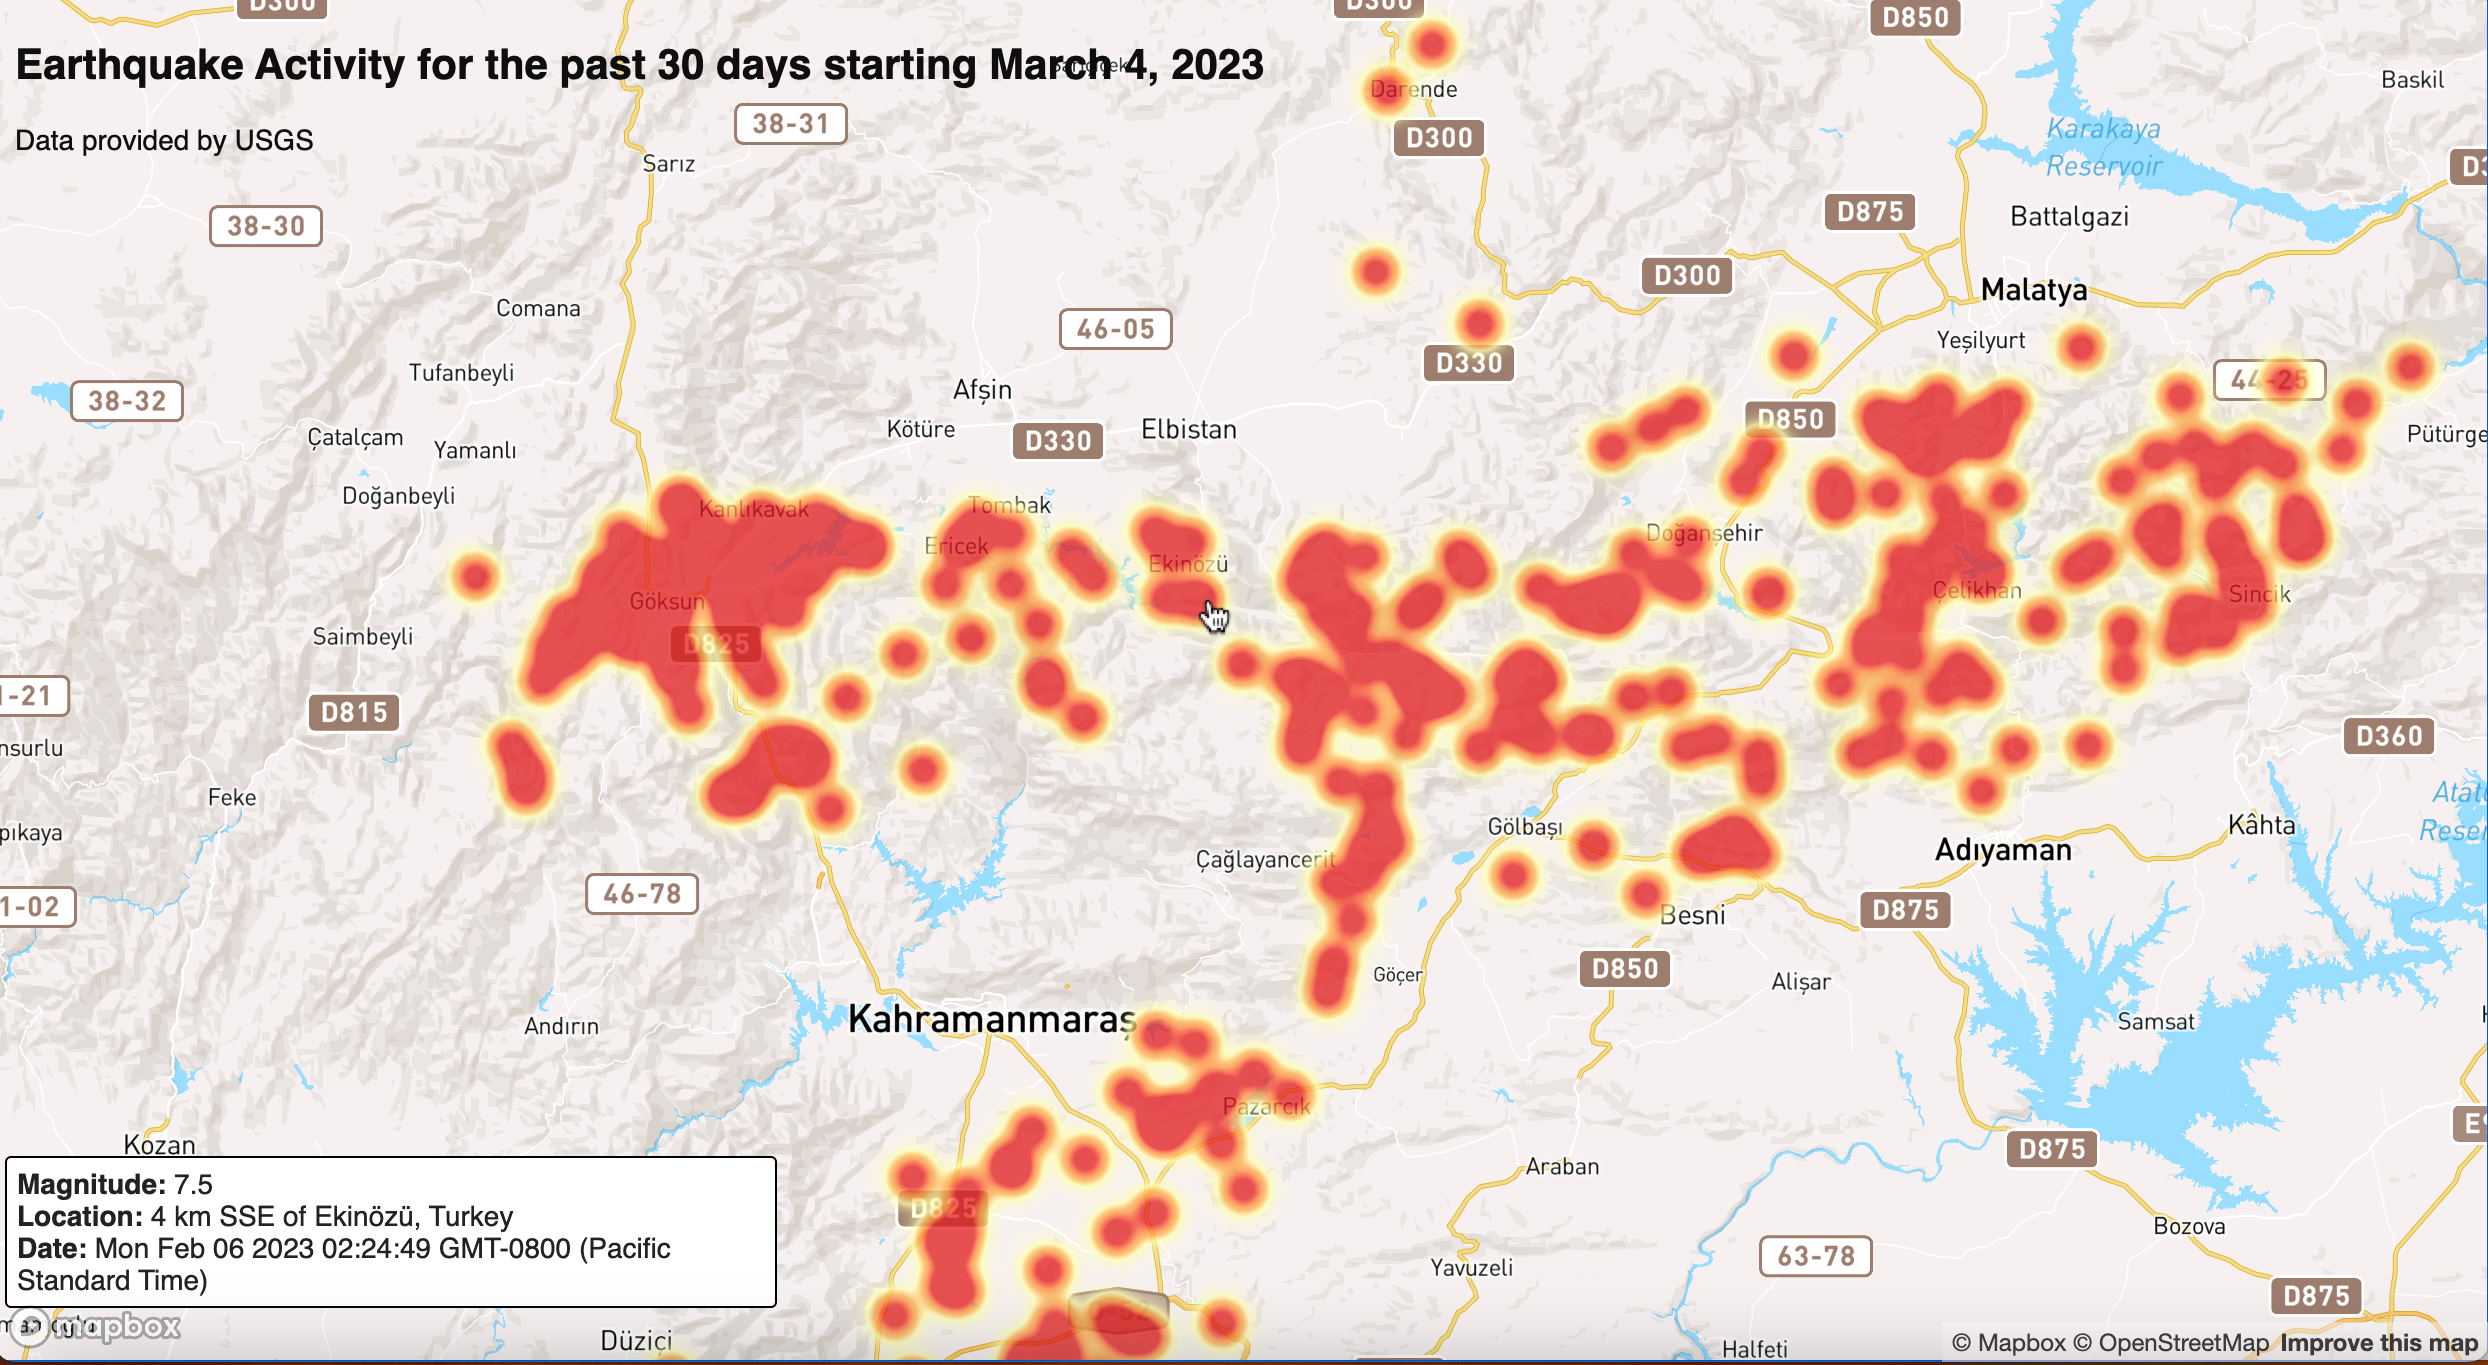 D300
D300
D850
Earthquake Activity for the past 30 days starting March 4, 2023
Darende
Baskil
38-31
Data provided by USGS
D300
Karakaya
Reservoir
Sarız
D875
Battalgazi
38-30
D300
Malatya
Comana
46-05
Yeşilyurt
D330
Tufanbeyli
44-25
Afşin
38-32
D850
Kötüre
Elbistan
D330
Çatalçam
Yamanlı
Doğanbeyli
Kanlıkavak
Tombak
Doğanşehir
Ericek
Ekinözü
Çelikhan
Sincik
Göksun
Saimbeyli
D825
D815
D360
Feke
Gölbaşı
Kâhta
Çağlayancerit
Adıyaman
46-78
D875
Besni
D850
Göçer
Alişar
Kahramanmaraş
Andırın
Samsat
Pazarcık
Kozan
D875
Araban
Magnitude: 7.5
Location: 4 km SSE of Ekinözü, Turkey
Date: Mon Feb 06 2023 02:24:49 GMT-0800 (Pacific
Standard Time)
D825
Bozova
63-78
Yavuzeli
D875
mapbox
Düzici
© Mapbox © OpenStreetMap Improve this map
Halfeti